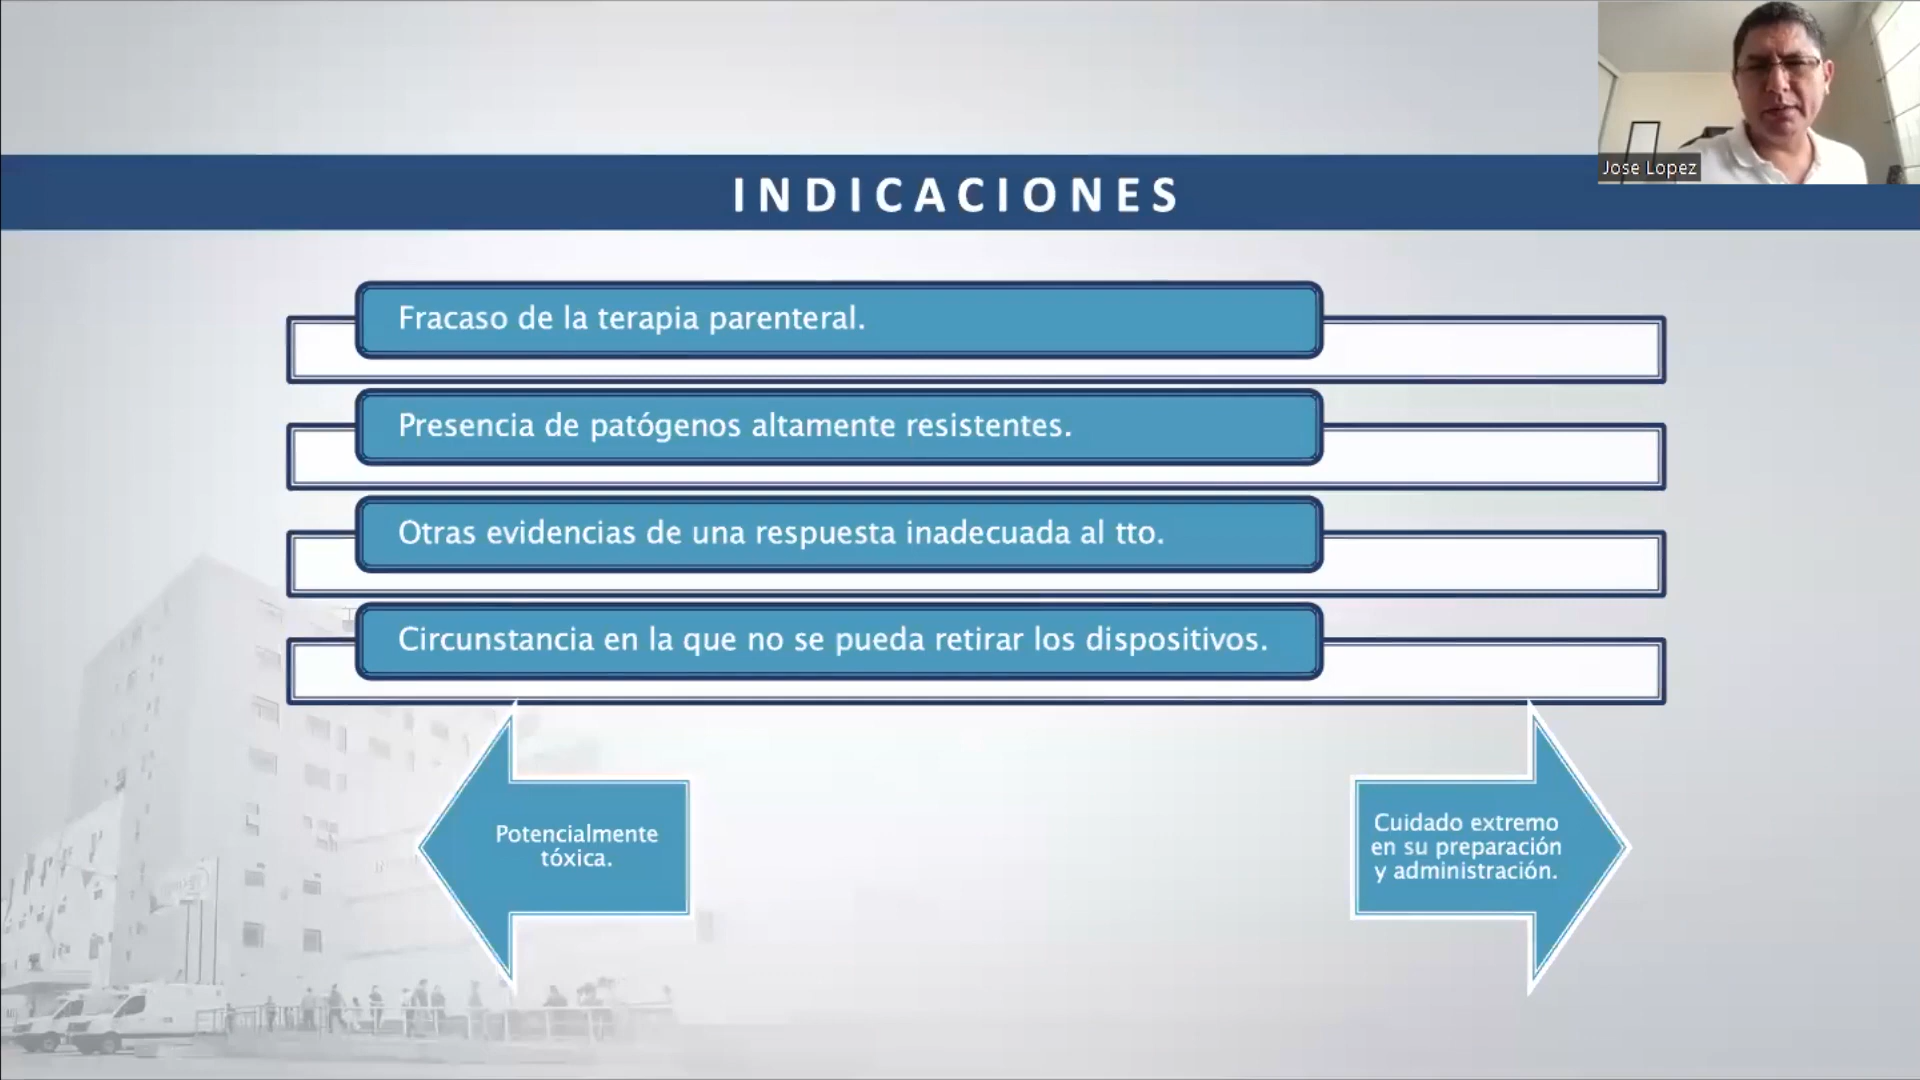 Jose Lopez
INDICACIONES
Fracaso de la terapia parenteral.
Presencia de patógenos altamente resistentes.
Otras evidencias de una respuesta inadecuada al tto.
Circunstancia en la que no se pueda retirar los dispositivos.
Potencialmente
tóxica.
Cuidado extremo
en su preparación
y administración.